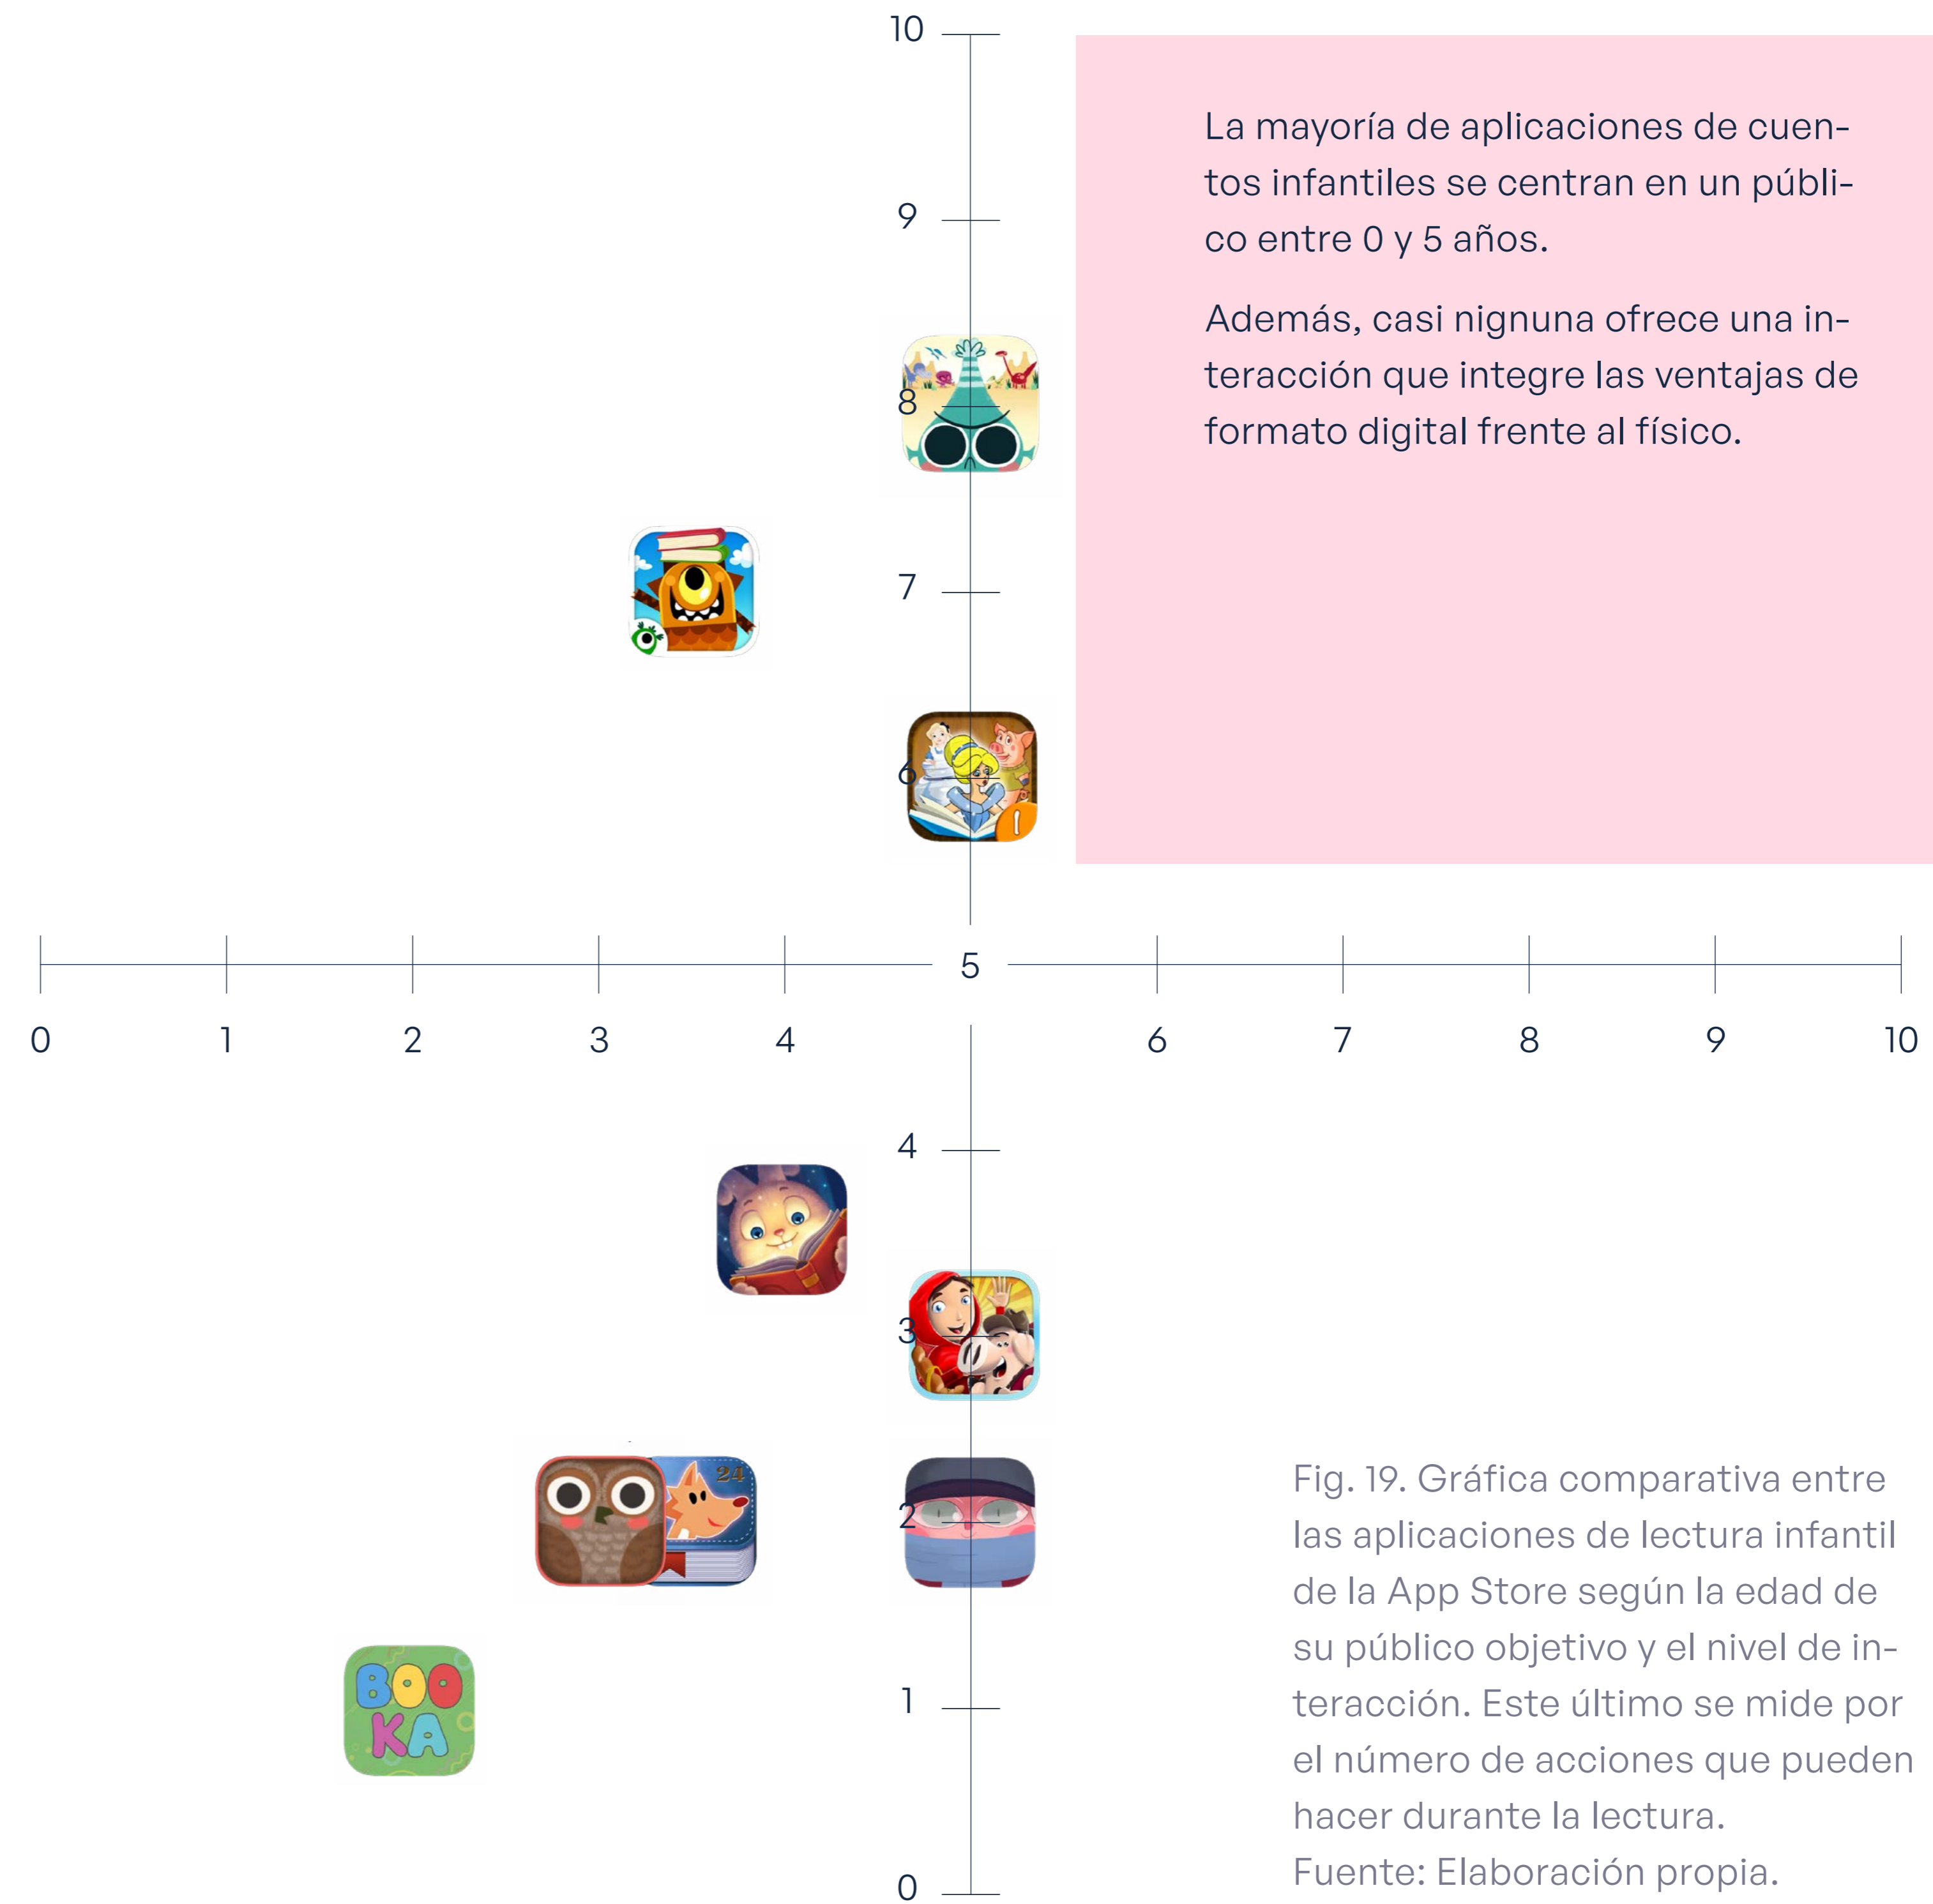 10
La mayoría de aplicaciones de cuen-
tos infantiles se centran en un públi-
9
co entre 0 y 5 años.
Además, casi nignuna ofrece una in-
teracción que integre las ventajas de
8
formato digital frente al físico.
7
6
1
5
0 1 2 3 4 6 7 8 9 10
4
3
24
2
Fig. 19. Gráfica comparativa entre
las aplicaciones de lectura infantil
de la App Store según la edad de
su público objetivo y el nivel de in-
teracción. Este último se mide por
el número de acciones que pueden
hacer durante la lectura.
Fuente: Elaboración propia.
BOO
KA
1
0